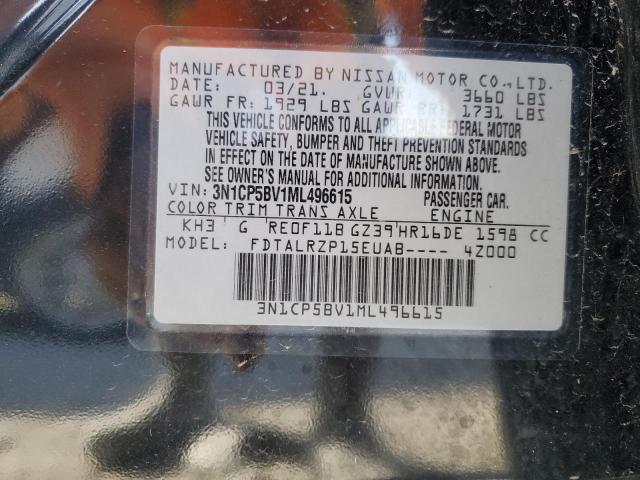 MANUFACTURED BY NISSAN MOTOR CO., LTD.
DATE: 03/21. GVWR 3660 LBS
GAWR FR: 1929 LBS GAWR RR: 1731 LBS
THIS VEHICLE CONFORMS TO ALL APPLICABLE FEDERAL MOTOR
VEHICLE SAFETY, BUMPER AND THEFT PREVENTION STANDARDS
IN EFFECT ON THE DATE OF MANUFACTURE SHOWN ABOVE.
SEE OWNER'S MANUAL FOR ADDITIONAL INFORMATION.
VIN: 3N1CP5BV1ML496615 PASSENGER CAR.
COLOR TRIM TRANS AXLE ENGINE
KH3 G RE0F11B GZ39 HR16DE 1598 CC
MODEL: FDTALRZP15EUAB---- 4Z000
3N1CP5BV1ML496615